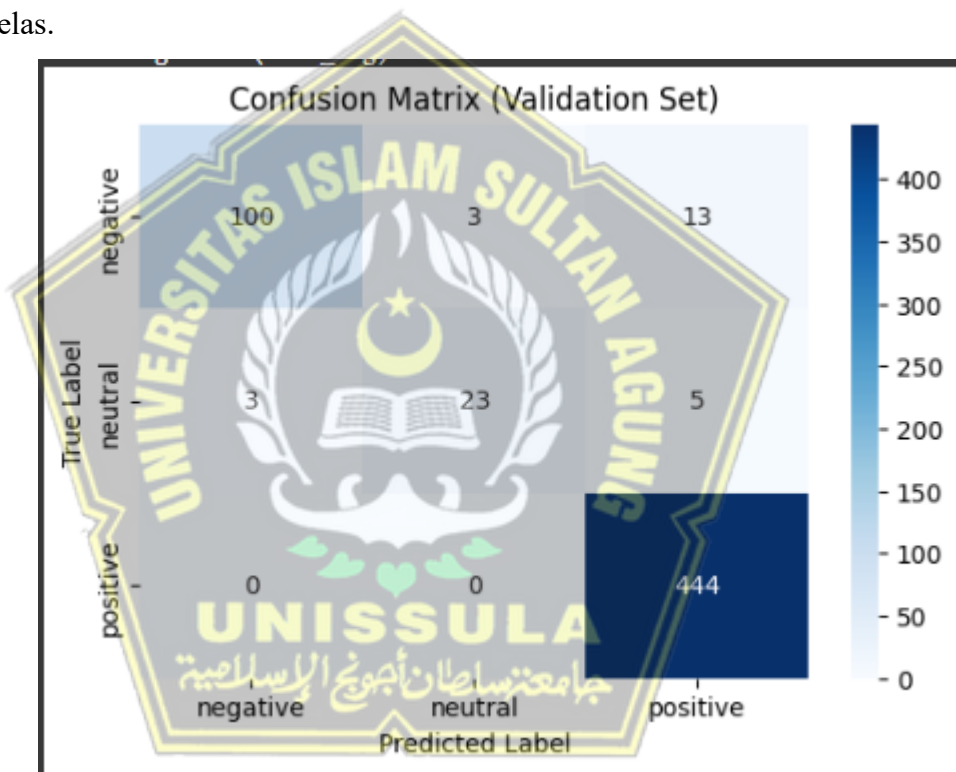 elas.
Confusion Matrix (Validation Set)
negative 100 3 13
neutral 3 23 5
positive 0 0 444
True Label
negative neutral positive
Predicted Label
400
350
300
250
200
150
100
50
0
UNIVERSITAS ISLAM SULTAN AGUNG
UNISSULA
جامعتسلطان أجونج الإسلامية